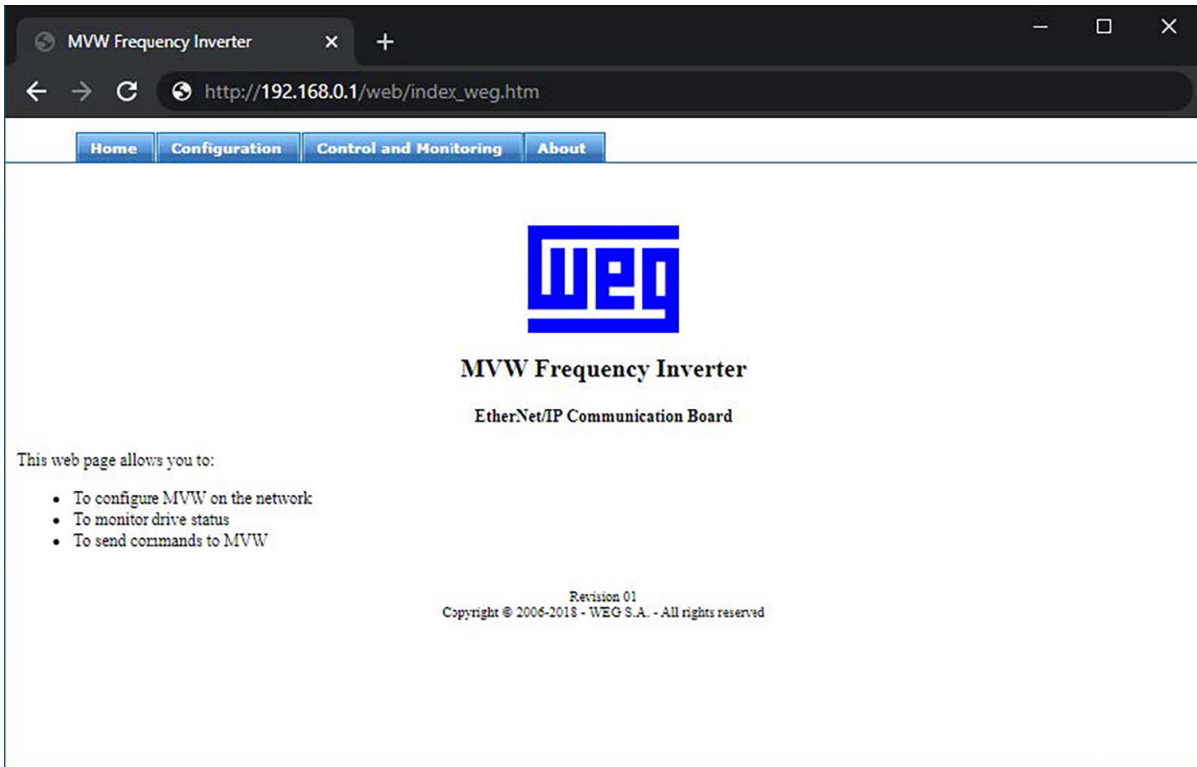 MVW Frequency Inverter
http://192.168.0.1/web/index_weg.htm
Home Configuration Control and Monitoring About
weg
MVW Frequency Inverter
EtherNet/IP Communication Board
This web page allows you to:
• To configure MVW on the network
• To monitor drive status
• To send commands to MVW
Revision 01
Copyright © 2006-2018 - WEG S.A. - All rights reserved